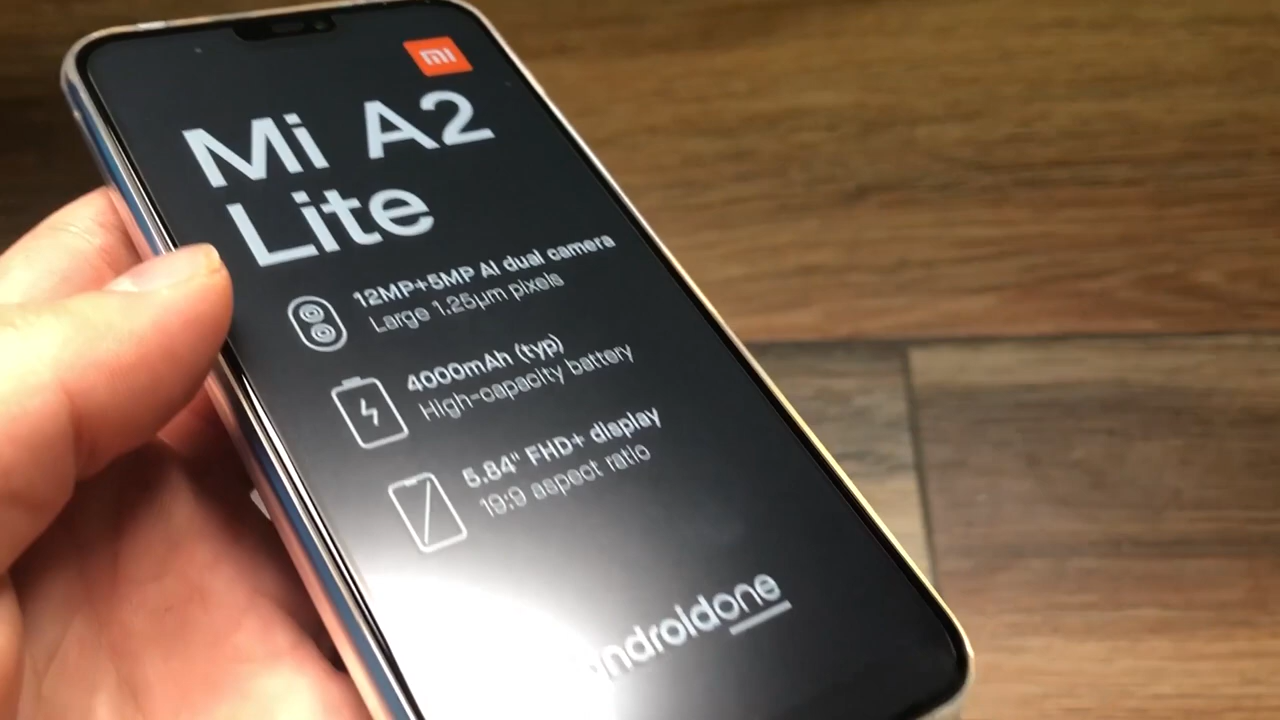 mi
Mi A2
Lite
12MP+5MP AI dual camera
Large 1.25μm pixels
4000mAh (typ)
High-capacity battery
5.84" FHD+ display
19:9 aspect ratio
androidone